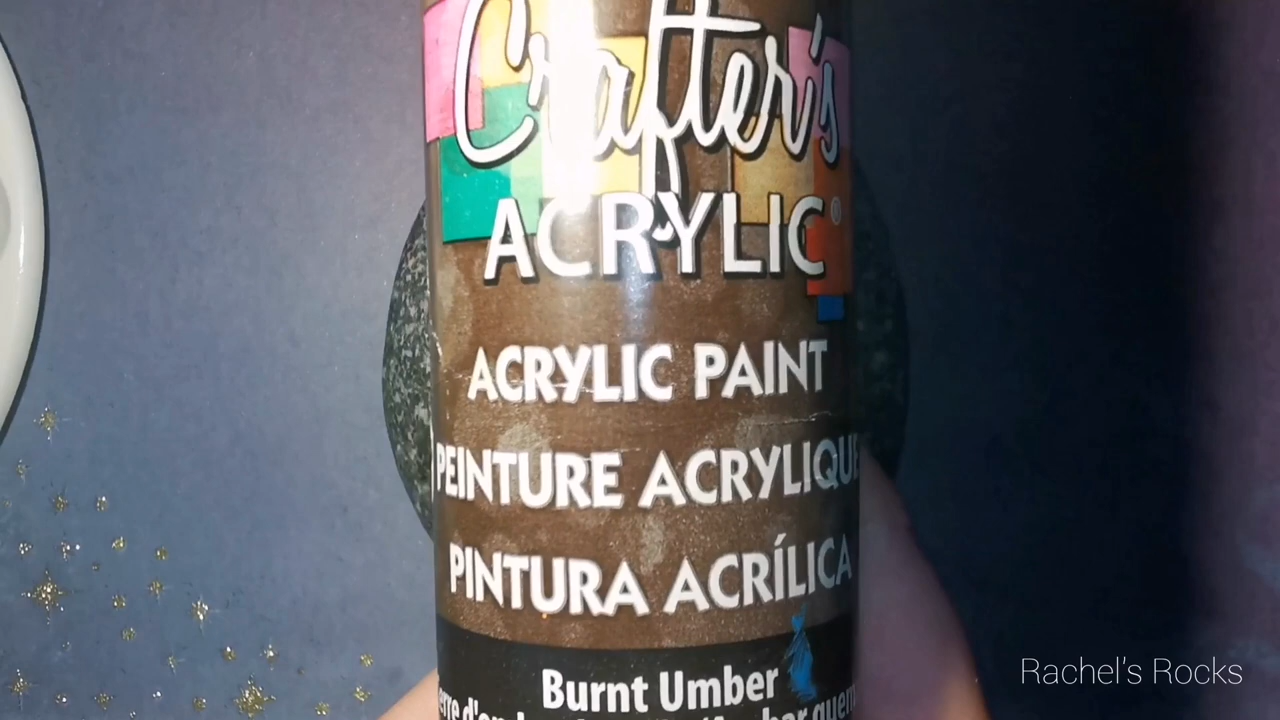 Crafter's
ACRYLIC®
ACRYLIC PAINT
PEINTURE ACRYLIQUE
PINTURA ACRÍLICA
Burnt Umber
Rachel's Rocks